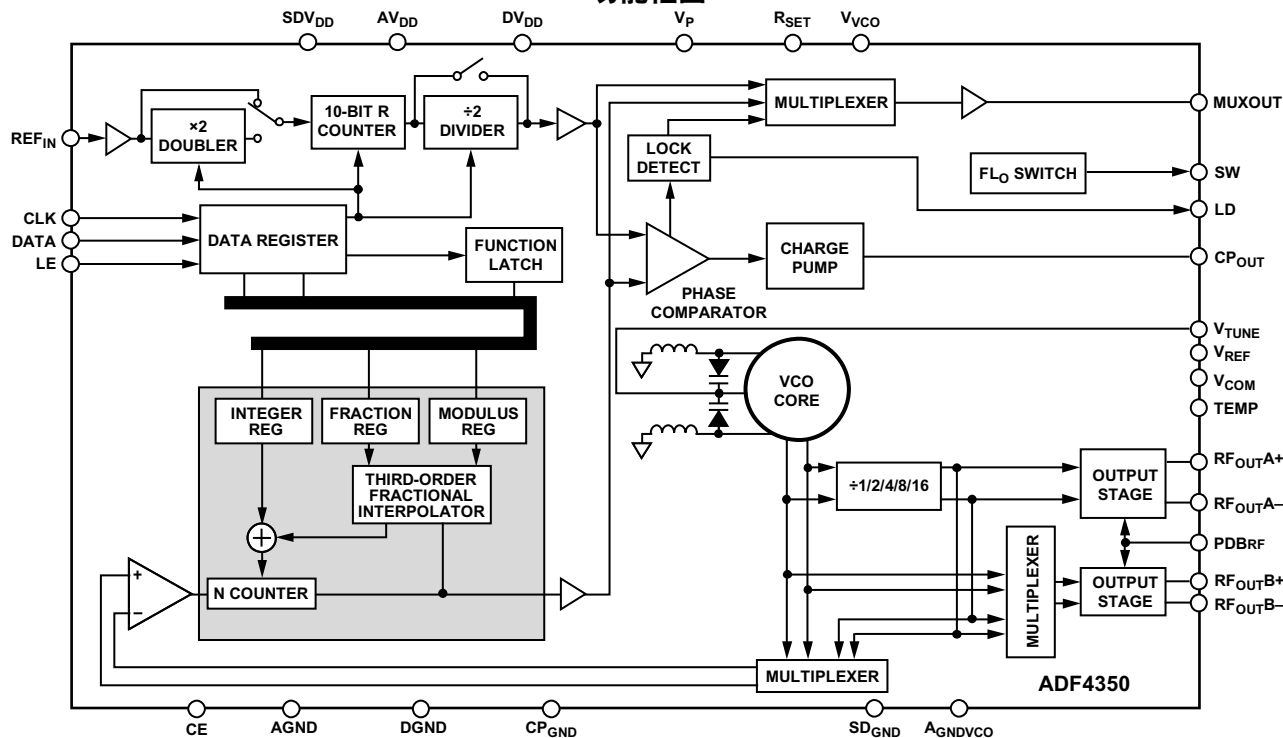 SDVDD
AVDD
DVDD
VP
RSET
VVCO
REFIN
×2
DOUBLER
10-BIT R
COUNTER
÷2
DIVIDER
MULTIPLEXER
MUXOUT
LOCK
DETECT
FLO SWITCH
SW
LD
CLK
DATA
LE
DATA REGISTER
FUNCTION
LATCH
CHARGE
PUMP
CPOUT
PHASE
COMPARATOR
VTUNE
VREF
VCOM
TEMP
VCO
CORE
INTEGER
REG
FRACTION
REG
MODULUS
REG
THIRD-ORDER
FRACTIONAL
INTERPOLATOR
+
N COUNTER
+
−
÷1/2/4/8/16
OUTPUT
STAGE
RFOUTA+
RFOUTA−
PDBRF
MULTIPLEXER
OUTPUT
STAGE
RFOUTB+
RFOUTB−
MULTIPLEXER
ADF4350
CE
AGND
DGND
CPGND
SDGND
AGNDVCO